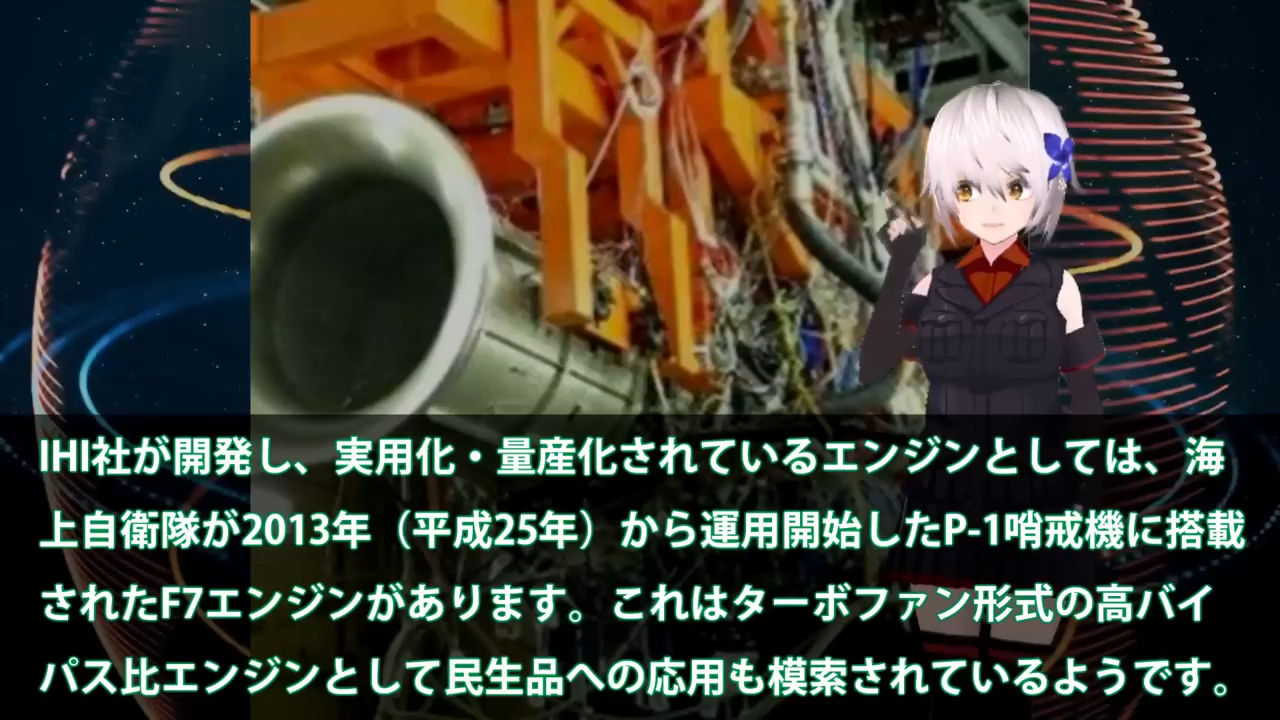 IHI社が開発し、実用化・量産化されているエンジンとしては、海
上自衛隊が2013年（平成25年）から運用開始したP-1哨戒機に搭載
されたF7エンジンがあります。これはターボファン形式の高バイ
パス比エンジンとして民生品への応用も模索されているようです。